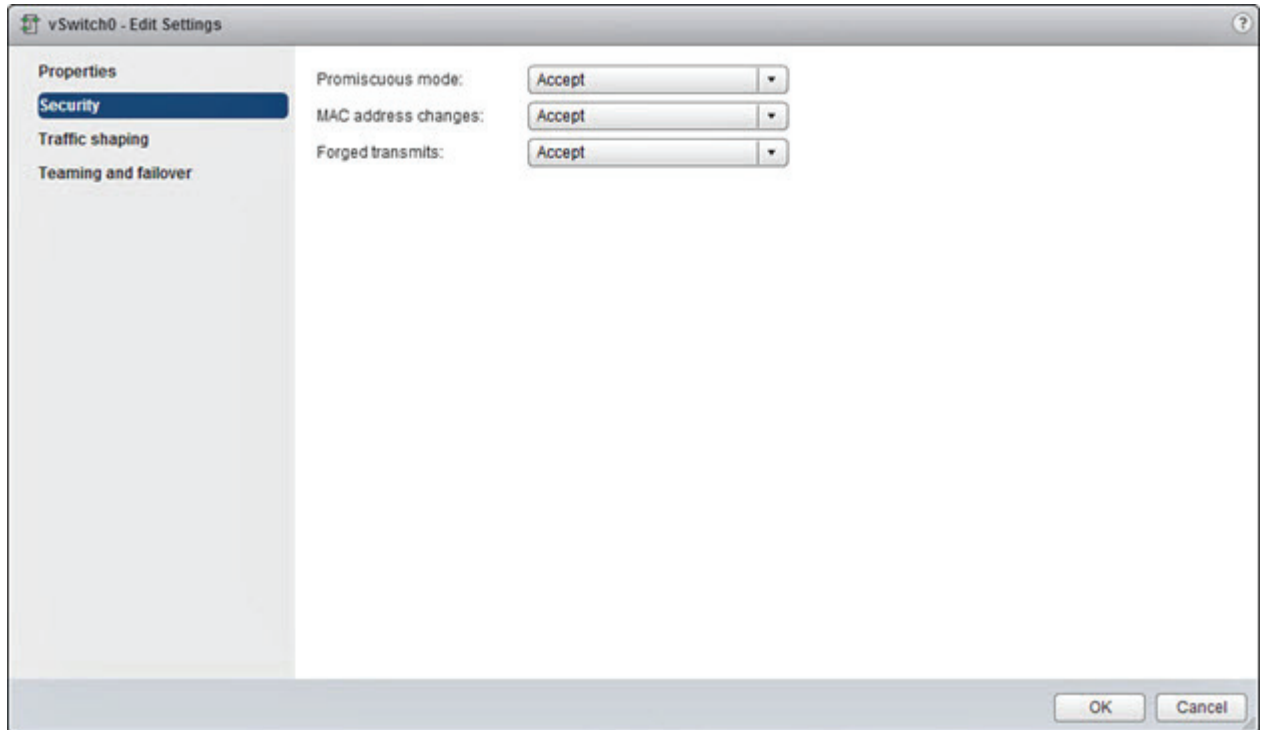 vSwitch0 - Edit Settings
?
Properties
Security
Traffic shaping
Teaming and failover
Promiscuous mode: Accept
MAC address changes: Accept
Forged transmits: Accept
OK Cancel